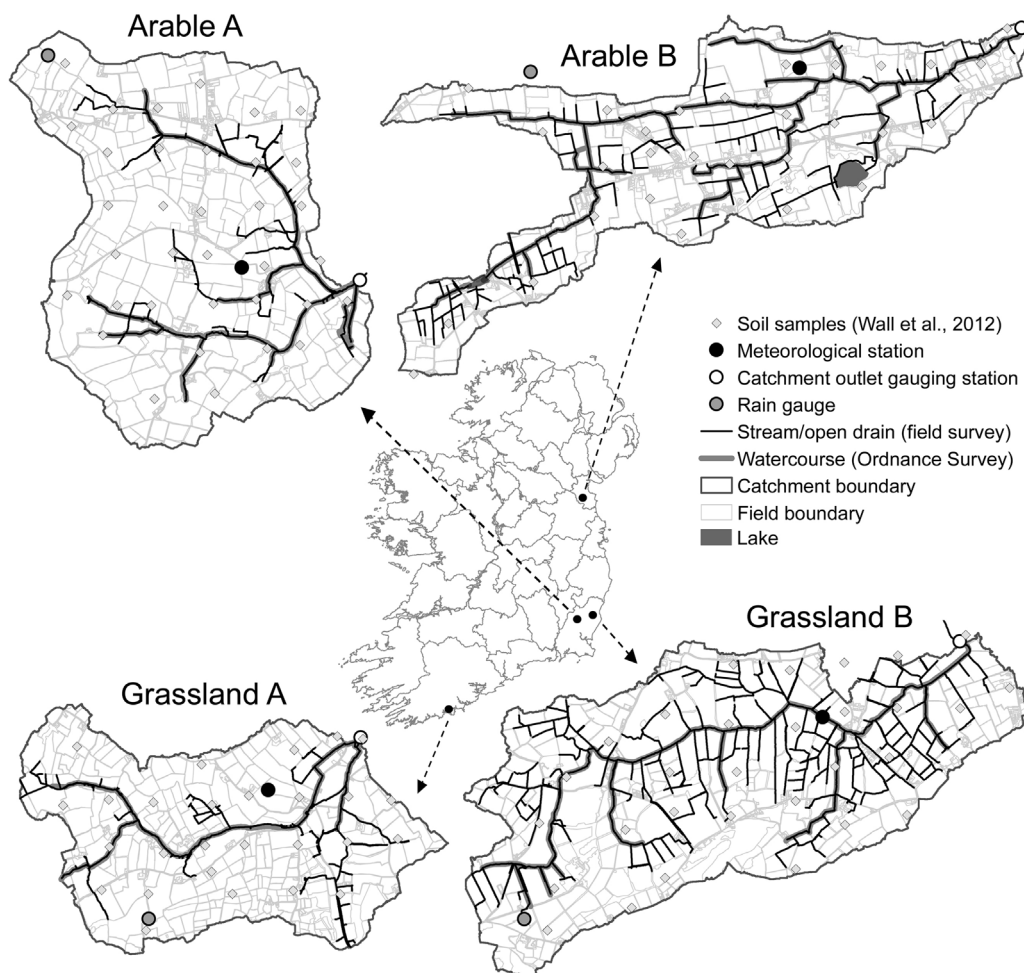 Arable A
Arable B
Soil samples (Wall et al., 2012)
Meteorological station
Catchment outlet gauging station
Rain gauge
Stream/open drain (field survey)
Watercourse (Ordnance Survey)
Catchment boundary
Field boundary
Lake
Grassland B
Grassland A